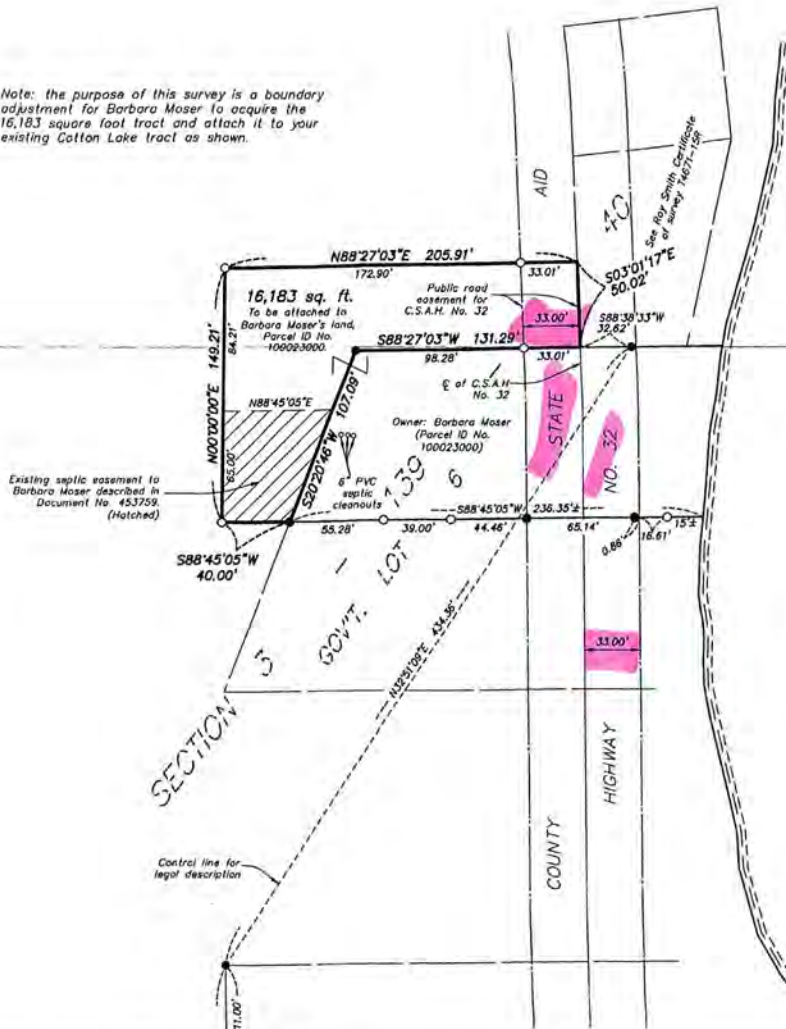 Note: the purpose of this survey is a boundary
adjustment for Barbara Moser to acquire the
16,183 square foot tract and attach it to your
existing Cotton Lake tract as shown.
AID
40
See Roy Smith Certificate
of survey T4671-15R
N88°27'03"E 205.91'
172.90'
33.01'
S03°01'17"E
50.02'
16,183 sq. ft.
To be attached to
Barbara Moser's land,
Parcel ID No.
100023000.
Public road
easement for
C.S.A.H. No. 32
33.00'
S88°38'33"W
32.62'
S88°27'03"W 131.29'
98.28'
33.01'
N00°00'00"E 149.21'
84.21'
65.00'
107.09'
S20°20'46"W
N88°45'05"E
℄ of C.S.A.H
No. 32
STATE
NO. 32
Owner: Barbara Moser
(Parcel ID No.
100023000)
6" PVC
septic
cleanouts
Existing septic easement to
Barbara Moser described in
Document No. 453759.
(Hatched)
S88°45'05"W
40.00'
S88°45'05"W 236.35'±
55.28'
39.00'
44.46'
65.14'
0.66'
16.61'
15'±
SECTION 3 - 139 - 40
GOV'T. LOT 6
N32°51'09"E 434.36'
33.00'
COUNTY
HIGHWAY
Control line for
legal description